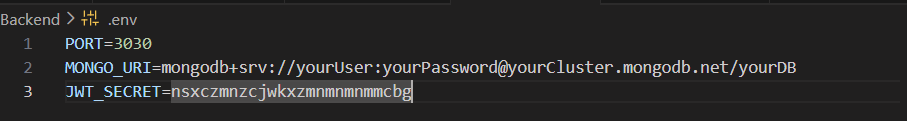 Backend > .env
1 PORT=3030
2 MONGO_URI=mongodb+srv://yourUser:yourPassword@yourCluster.mongodb.net/yourDB
3 JWT_SECRET=nsxczmnzcjwkxzmnmnmnmmcbg